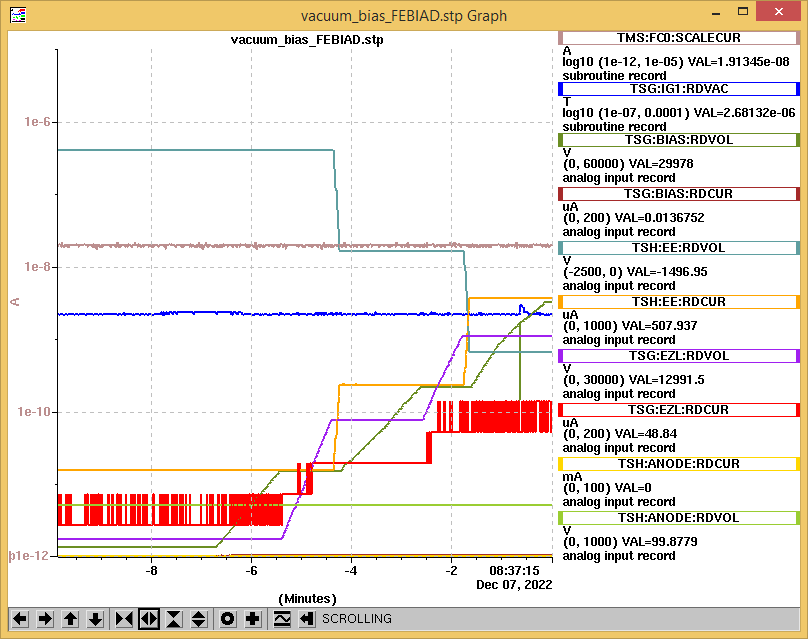 vacuum_bias_FEBIAD.stp Graph
vacuum_bias_FEBIAD.stp
1e-6
1e-8
1e-10
1e-12
A
-8
-6
-4
-2
08:37:15
Dec 07, 2022
(Minutes)
TMS:FC0:SCALECUR
A
log10 (1e-12, 1e-05) VAL=1.91345e-08
subroutine record
TSG:IG1:RDVAC
T
log10 (1e-07, 0.0001) VAL=2.68132e-06
subroutine record
TSG:BIAS:RDVOL
V
(0, 60000) VAL=29978
analog input record
TSG:BIAS:RDCUR
uA
(0, 200) VAL=0.0136752
analog input record
TSH:EE:RDVOL
V
(-2500, 0) VAL=-1496.95
analog input record
TSH:EE:RDCUR
uA
(0, 1000) VAL=507.937
analog input record
TSG:EZL:RDVOL
V
(0, 30000) VAL=12991.5
analog input record
TSG:EZL:RDCUR
uA
(0, 200) VAL=48.84
analog input record
TSH:ANODE:RDCUR
mA
(0, 100) VAL=0
analog input record
TSH:ANODE:RDVOL
V
(0, 1000) VAL=99.8779
analog input record
SCROLLING